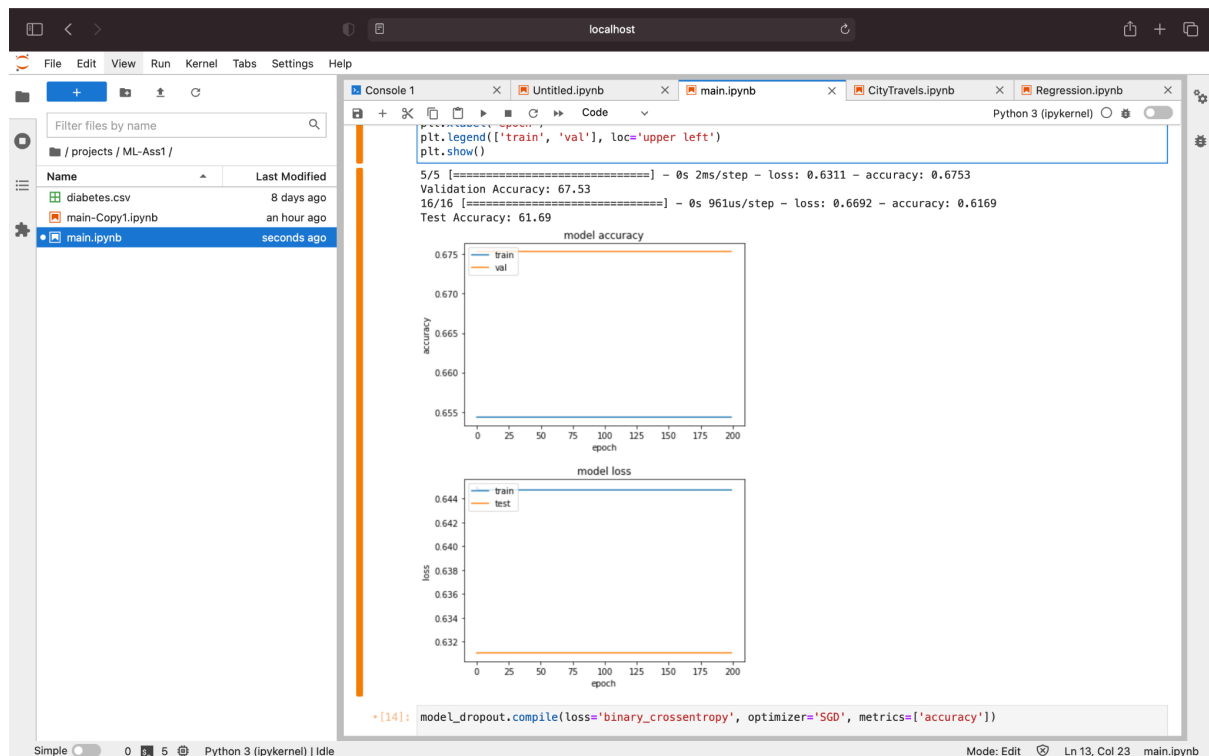 localhost
File Edit View Run Kernel Tabs Settings Help
Filter files by name
/ projects / ML-Ass1 /
Name Last Modified
diabetes.csv 8 days ago
main-Copy1.ipynb an hour ago
main.ipynb seconds ago
Console 1 Untitled.ipynb main.ipynb CityTravels.ipynb Regression.ipynb
Code Python 3 (ipykernel)
plt.xlabel('epoch')
plt.legend(['train', 'val'], loc='upper left')
plt.show()
5/5 [==============================] - 0s 2ms/step - loss: 0.6311 - accuracy: 0.6753
Validation Accuracy: 67.53
16/16 [==============================] - 0s 961us/step - loss: 0.6692 - accuracy: 0.6169
Test Accuracy: 61.69
model accuracy
train
val
0.675
0.670
0.665
0.660
0.655
accuracy
0 25 50 75 100 125 150 175 200
epoch
model loss
train
test
0.644
0.642
0.640
0.638
0.636
0.634
0.632
loss
0 25 50 75 100 125 150 175 200
epoch
[14]: model_dropout.compile(loss='binary_crossentropy', optimizer='SGD', metrics=['accuracy'])
Simple 0 5 Python 3 (ipykernel) | Idle Mode: Edit Ln 13, Col 23 main.ipynb